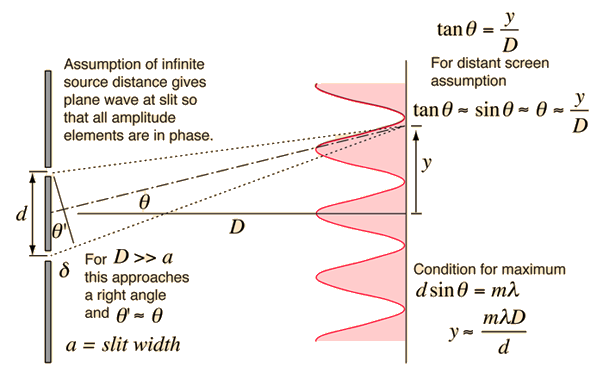 Assumption of infinite
source distance gives
plane wave at slit so
that all amplitude
elements are in phase.
d
θ'
δ
θ
D
y
For D >> a
this approaches
a right angle
and θ' ≈ θ
a = slit width
tan θ = y/D
For distant screen
assumption
tan θ ≈ sin θ ≈ θ ≈ y/D
Condition for maximum
d sin θ = mλ
y ≈ mλD/d